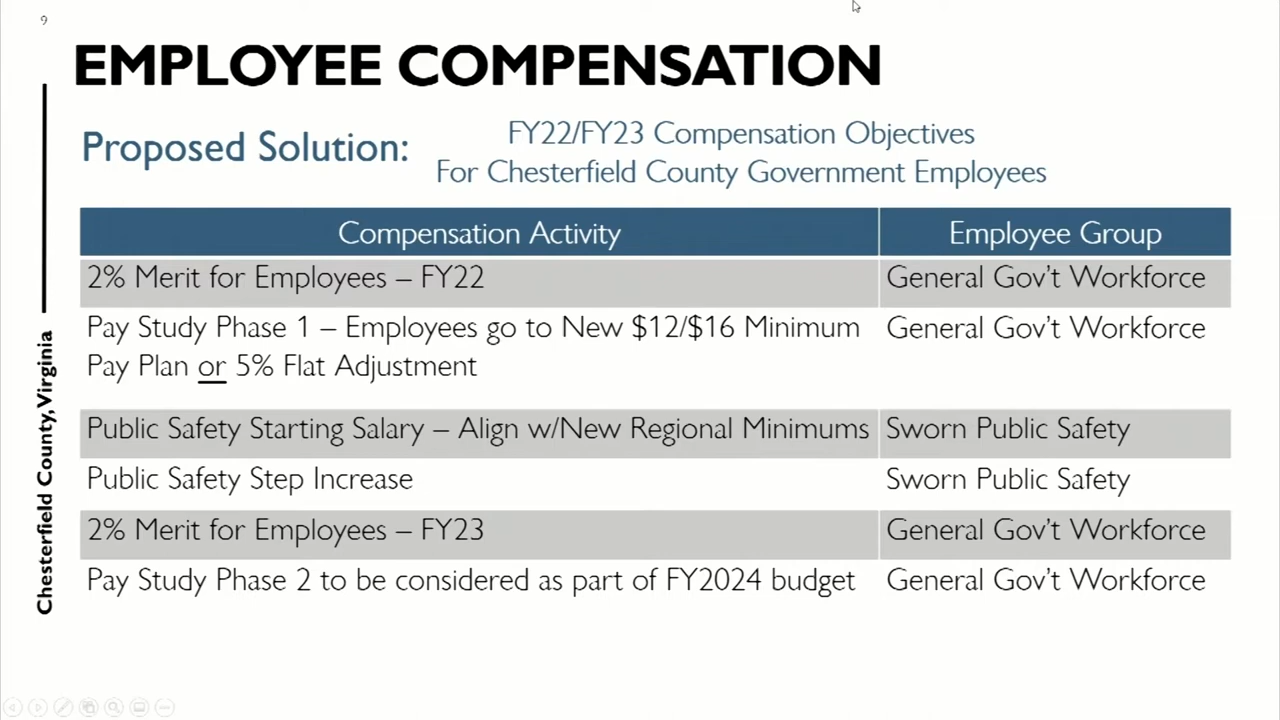 9
EMPLOYEE COMPENSATION
Proposed Solution:
FY22/FY23 Compensation Objectives
For Chesterfield County Government Employees
Compensation Activity Employee Group
2% Merit for Employees – FY22 General Gov’t Workforce
Pay Study Phase 1 – Employees go to New $12/$16 Minimum General Gov’t Workforce
Pay Plan or 5% Flat Adjustment
Public Safety Starting Salary – Align w/New Regional Minimums Sworn Public Safety
Public Safety Step Increase Sworn Public Safety
2% Merit for Employees – FY23 General Gov’t Workforce
Pay Study Phase 2 to be considered as part of FY2024 budget General Gov’t Workforce
Chesterfield County, Virginia